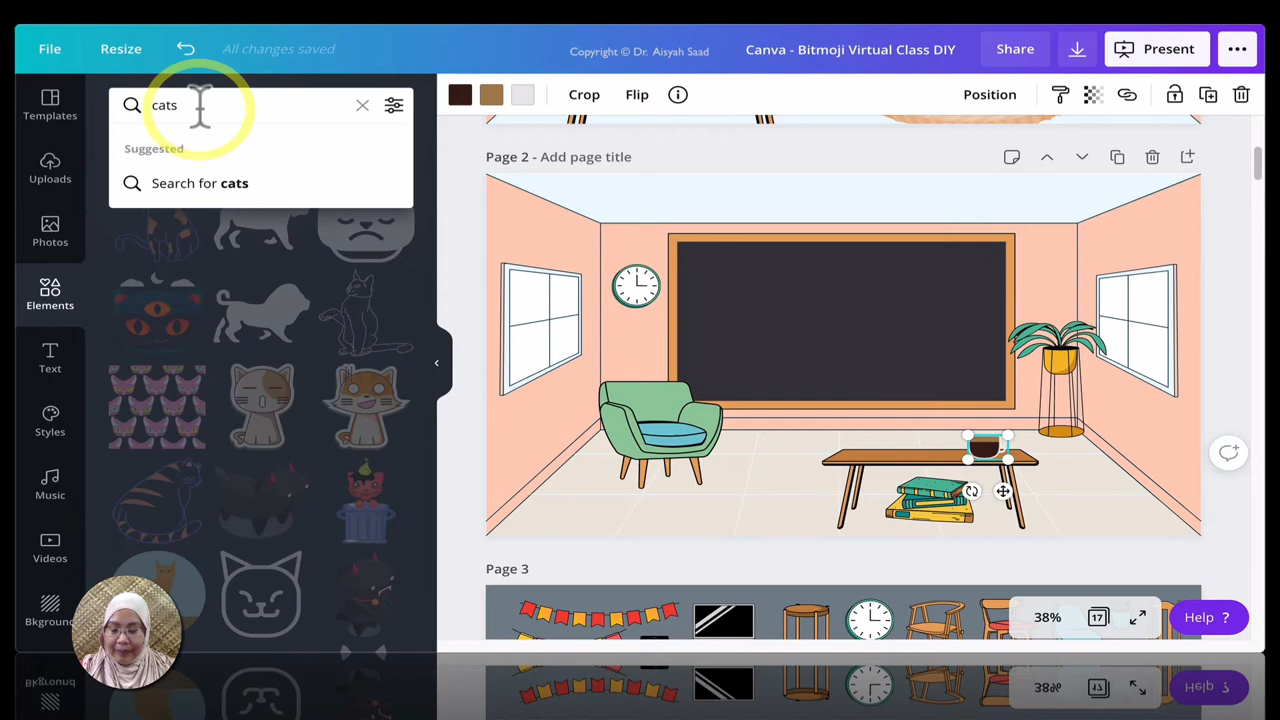 File
Resize
All changes saved
Copyright © Dr. Aisyah Saad
Canva - Bitmoji Virtual Class DIY
Share
Present
Templates
Uploads
Photos
Elements
Text
Styles
Music
Videos
Bkground
cats
Suggested
Search for cats
Crop
Flip
Position
Page 2 - Add page title
Page 3
38%
17
Help ?